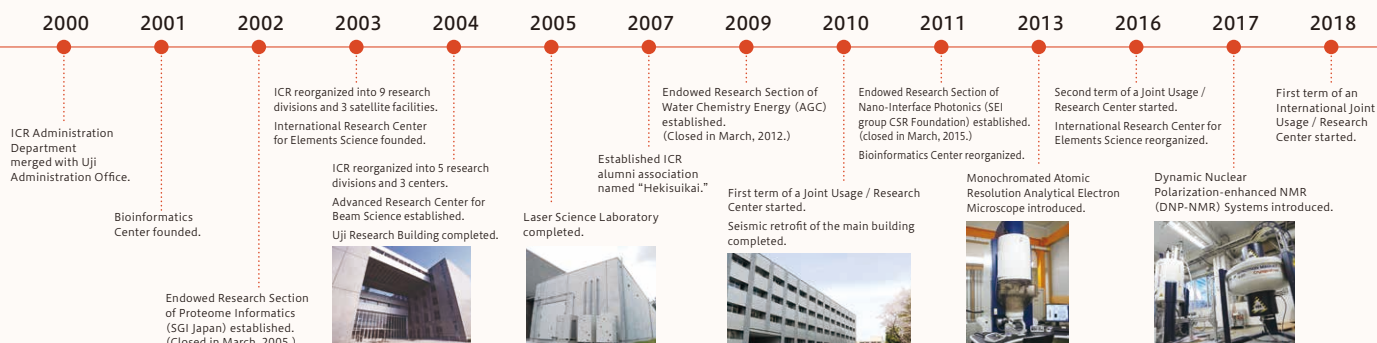 2000
2001
2002
2003
2004
2005
2007
2009
2010
2011
2013
2016
2017
2018
ICR Administration
Department
merged with Uji
Administration Office.
Bioinformatics
Center founded.
Endowed Research Section
of Proteome Informatics
(SGI Japan) established.
(Closed in March, 2005.)
ICR reorganized into 9 research
divisions and 3 satellite facilities.
International Research Center
for Elements Science founded.
ICR reorganized into 5 research
divisions and 3 centers.
Advanced Research Center for
Beam Science established.
Uji Research Building completed.
Laser Science Laboratory
completed.
Established ICR
alumni association
named “Hekisuikai.”
Endowed Research Section of
Water Chemistry Energy (AGC)
established.
(Closed in March, 2012.)
First term of a Joint Usage / Research
Center started.
Seismic retrofit of the main building
completed.
Endowed Research Section of
Nano-Interface Photonics (SEI
group CSR Foundation) established.
(closed in March, 2015.)
Bioinformatics Center reorganized.
Monochromated Atomic
Resolution Analytical Electron
Microscope introduced.
Second term of a Joint Usage /
Research Center started.
International Research Center for
Elements Science reorganized.
Dynamic Nuclear
Polarization-enhanced NMR
(DNP-NMR) Systems introduced.
First term of an
International Joint
Usage / Research
Center started.